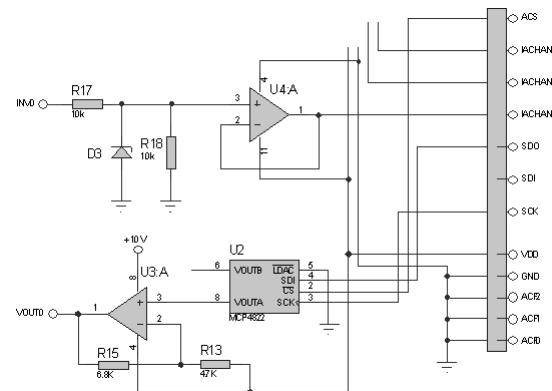 ACS
IACHAN
IACHAN
IACHAN
SDO
SDI
SCK
VDD
GND
ACF2
ACF1
ACF0
INV0
R17
10k
D3
R18
10k
U4:A
3
2
1
4
11
+
−
+10V
U3:A
8
3
2
1
4
+
−
VOUT0
R15
6.8K
R13
47K
U2
6
8
VOUTB
VOUTA
LDAC
SDI
CS
SCK
5
4
2
3
MCP4822